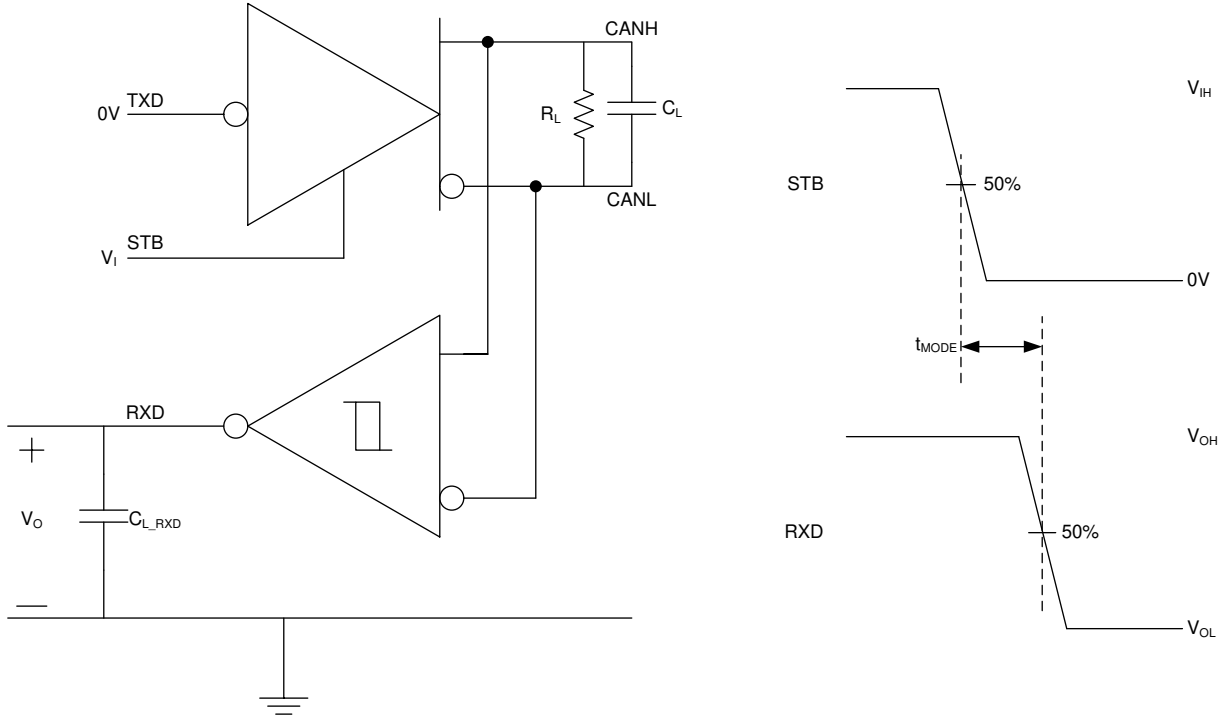 CANH
TXD
0V
R_L
C_L
CANL
STB
V_I
RXD
+
V_O
C_L_RXD
—
V_IH
STB
50%
0V
t_MODE
V_OH
RXD
50%
V_OL